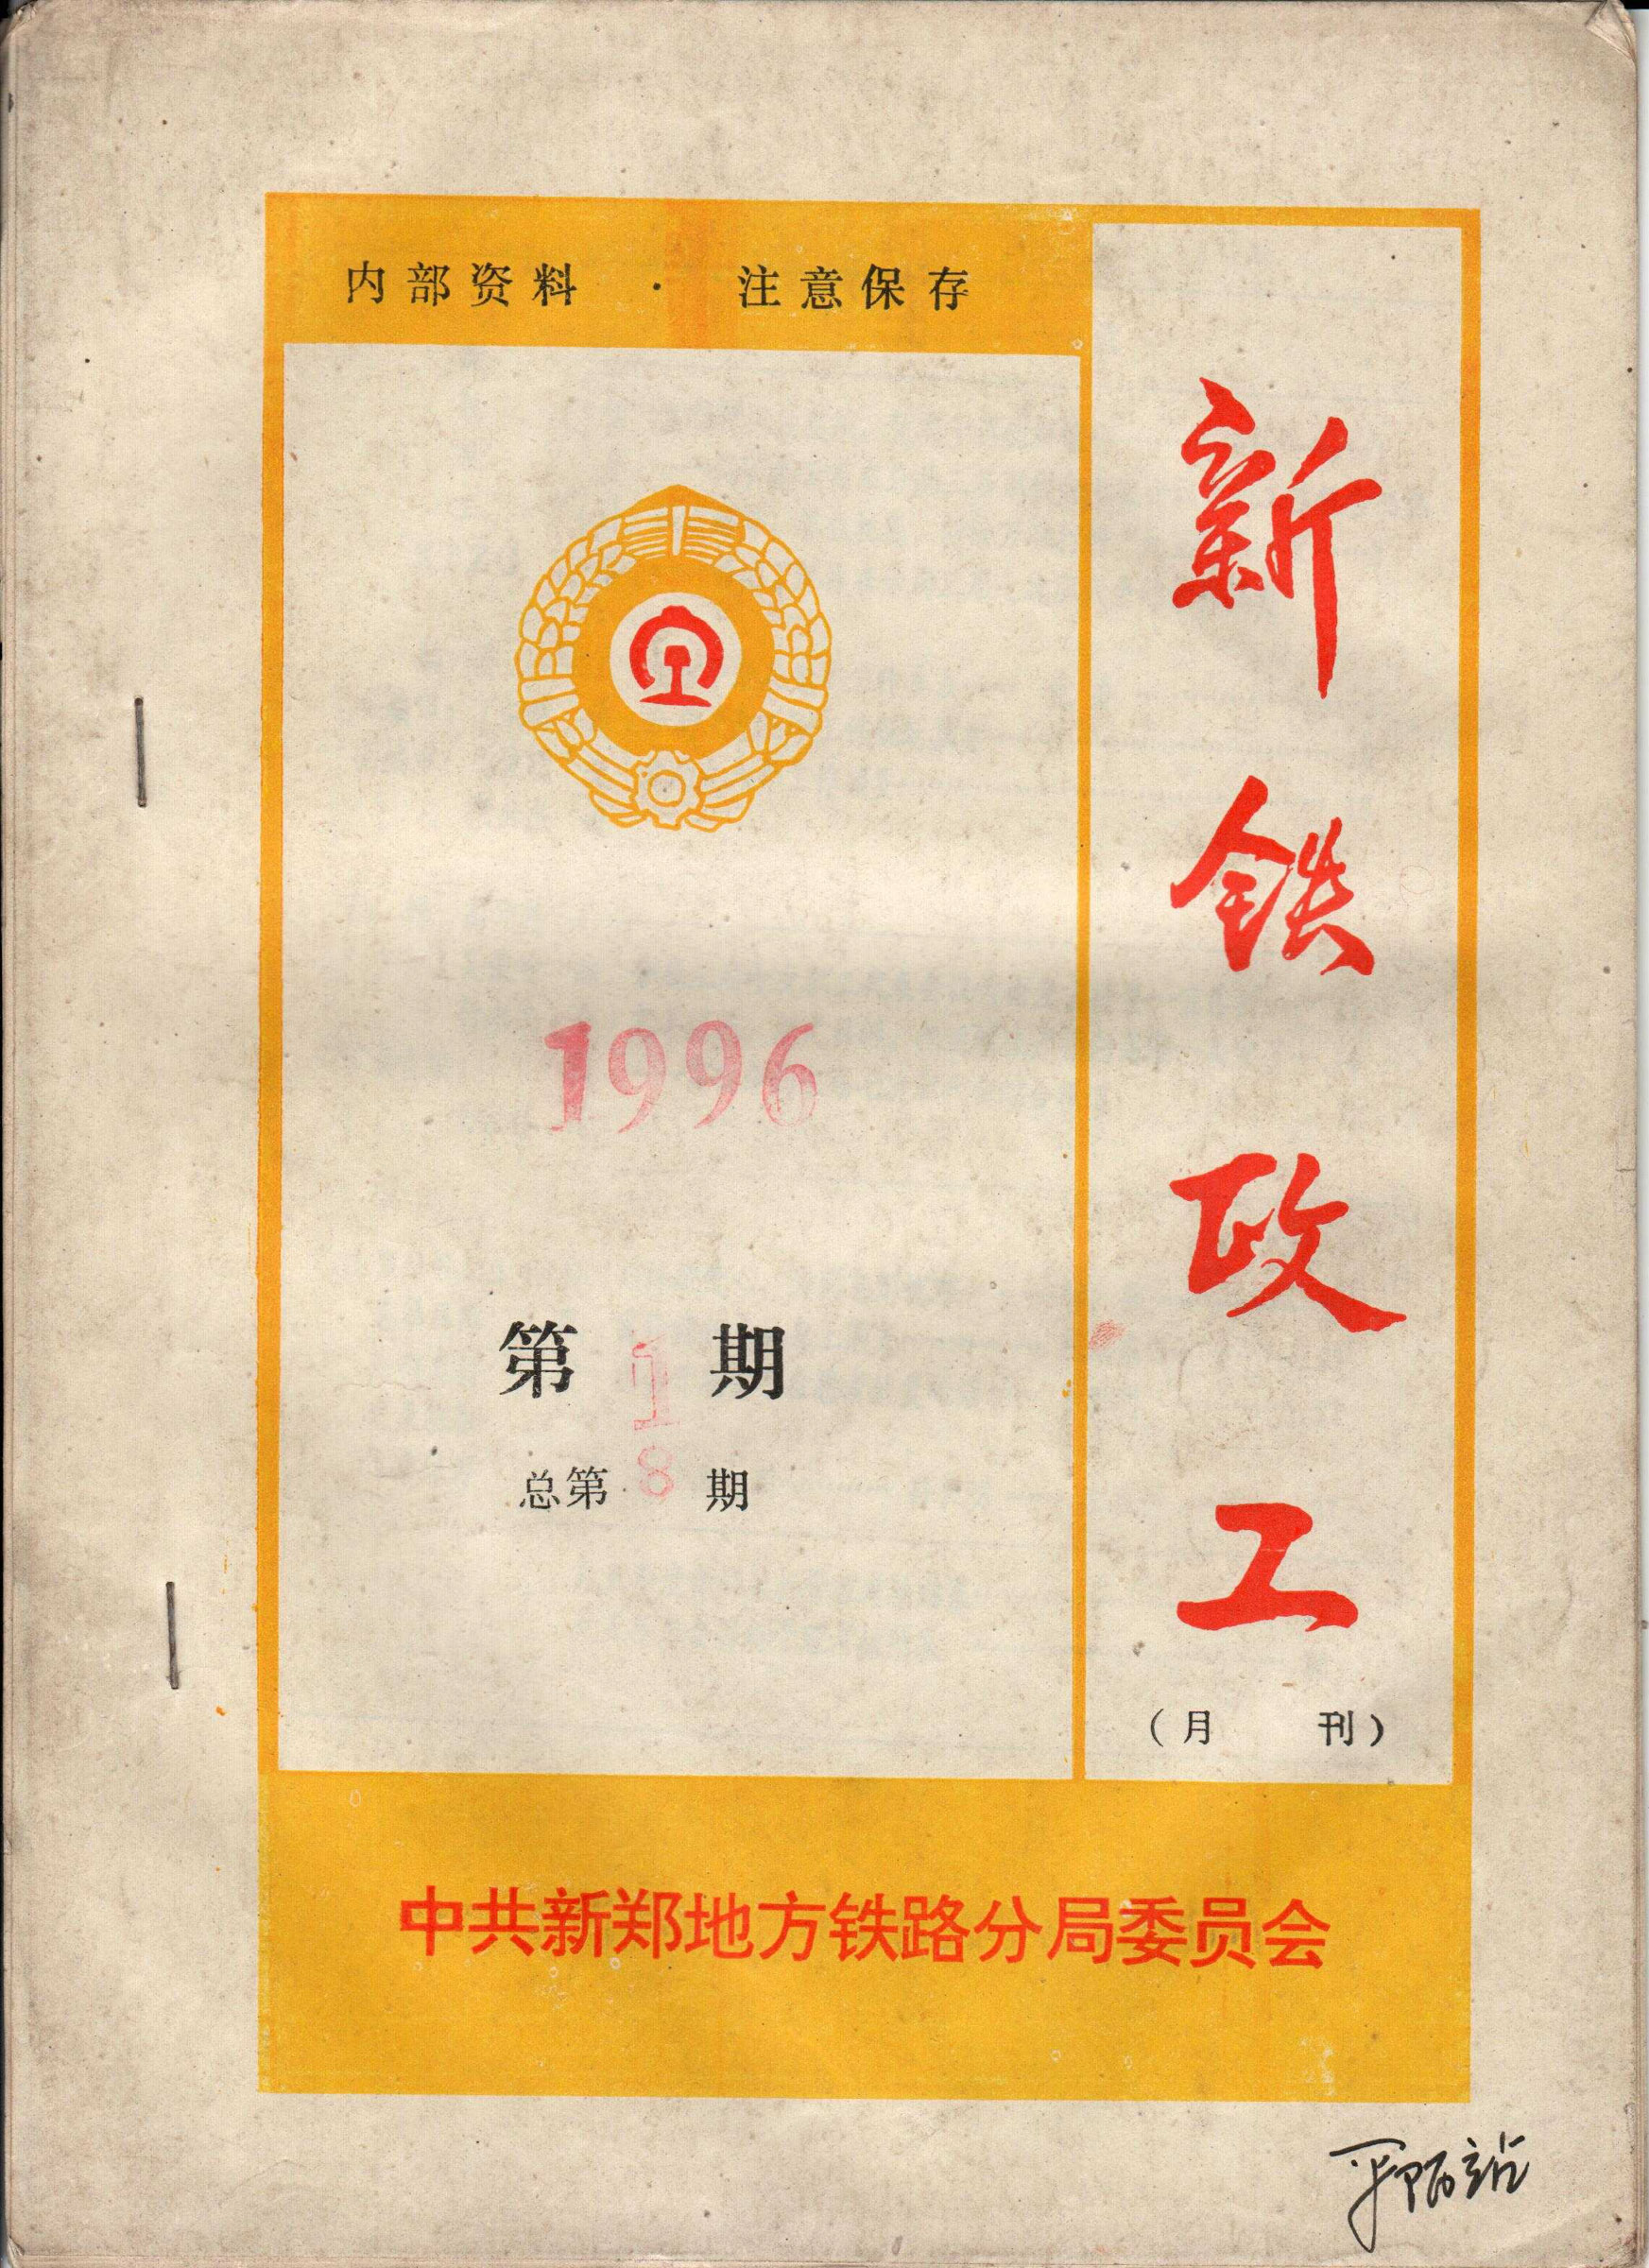 内部资料 · 注意保存
新铁政工
(月 刊)
1996
第1期
总第8期
中共新郑地方铁路分局委员会